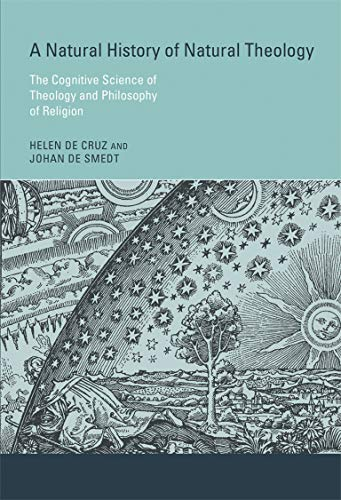 A Natural History of Natural Theology
The Cognitive Science of
Theology and Philosophy
of Religion
HELEN DE CRUZ AND
JOHAN DE SMEDT